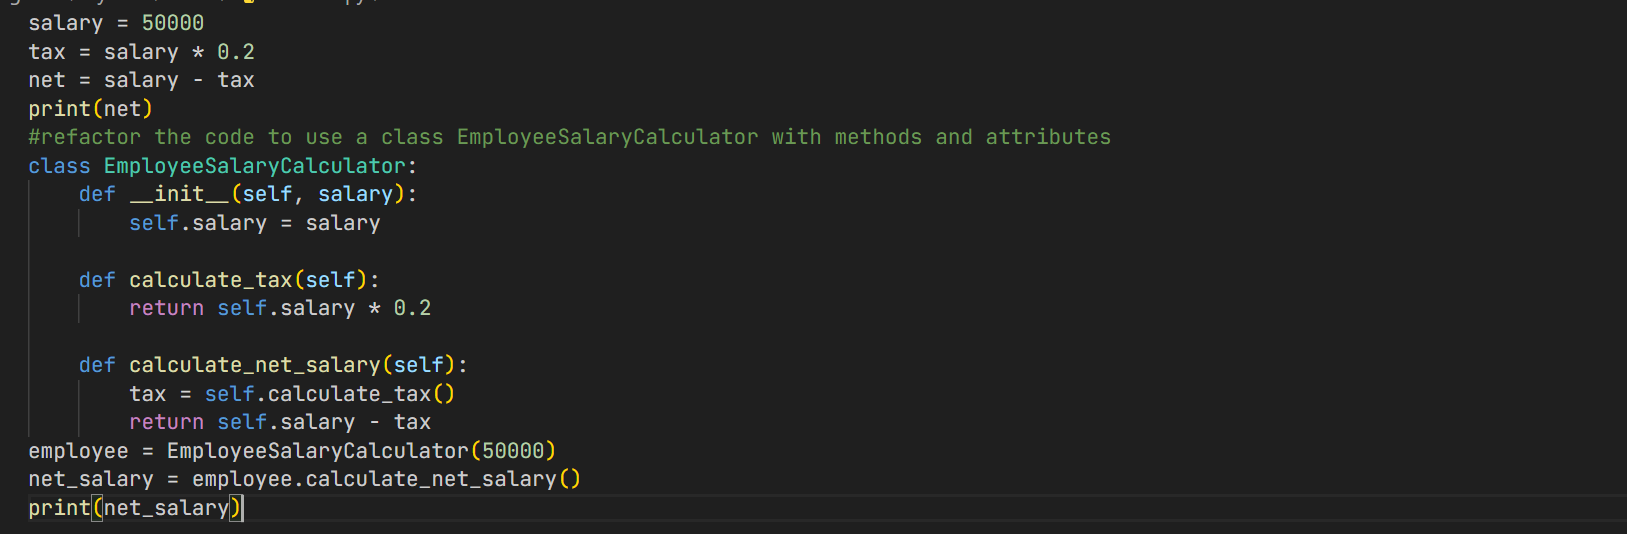 salary = 50000
tax = salary * 0.2
net = salary - tax
print(net)
#refactor the code to use a class EmployeeSalaryCalculator with methods and attributes
class EmployeeSalaryCalculator:
    def __init__(self, salary):
        self.salary = salary

    def calculate_tax(self):
        return self.salary * 0.2

    def calculate_net_salary(self):
        tax = self.calculate_tax()
        return self.salary - tax
employee = EmployeeSalaryCalculator(50000)
net_salary = employee.calculate_net_salary()
print(net_salary)